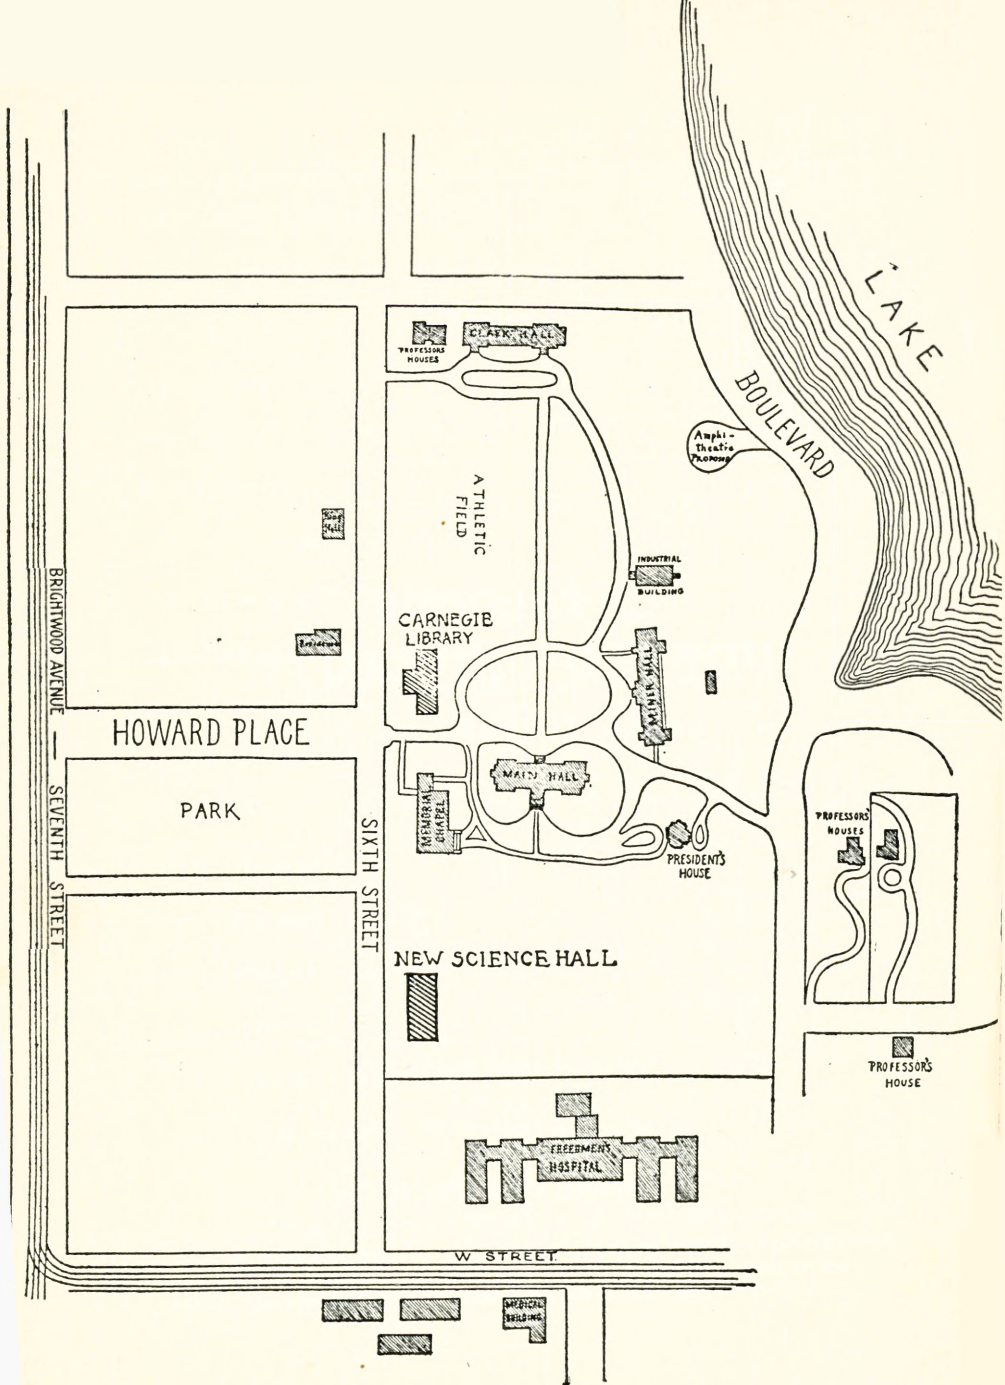 LAKE
CLARK HALL
PROFESSORS
HOUSES
BOULEVARD
Amphi-
theatre
PROPOSED
ATHLETIC
FIELD
INDUSTRIAL
BUILDING
CARNEGIE
LIBRARY
MINER HALL
BRIGHTWOOD AVENUE — SEVENTH STREET
HOWARD PLACE
MAIN HALL
PARK
MEMORIAL
CHAPEL
SIXTH STREET
PRESIDENT'S
HOUSE
PROFESSORS'
HOUSES
NEW SCIENCE HALL
PROFESSOR'S
HOUSE
FREEDMEN'S
HOSPITAL
W STREET.
MEDICAL
BUILDING